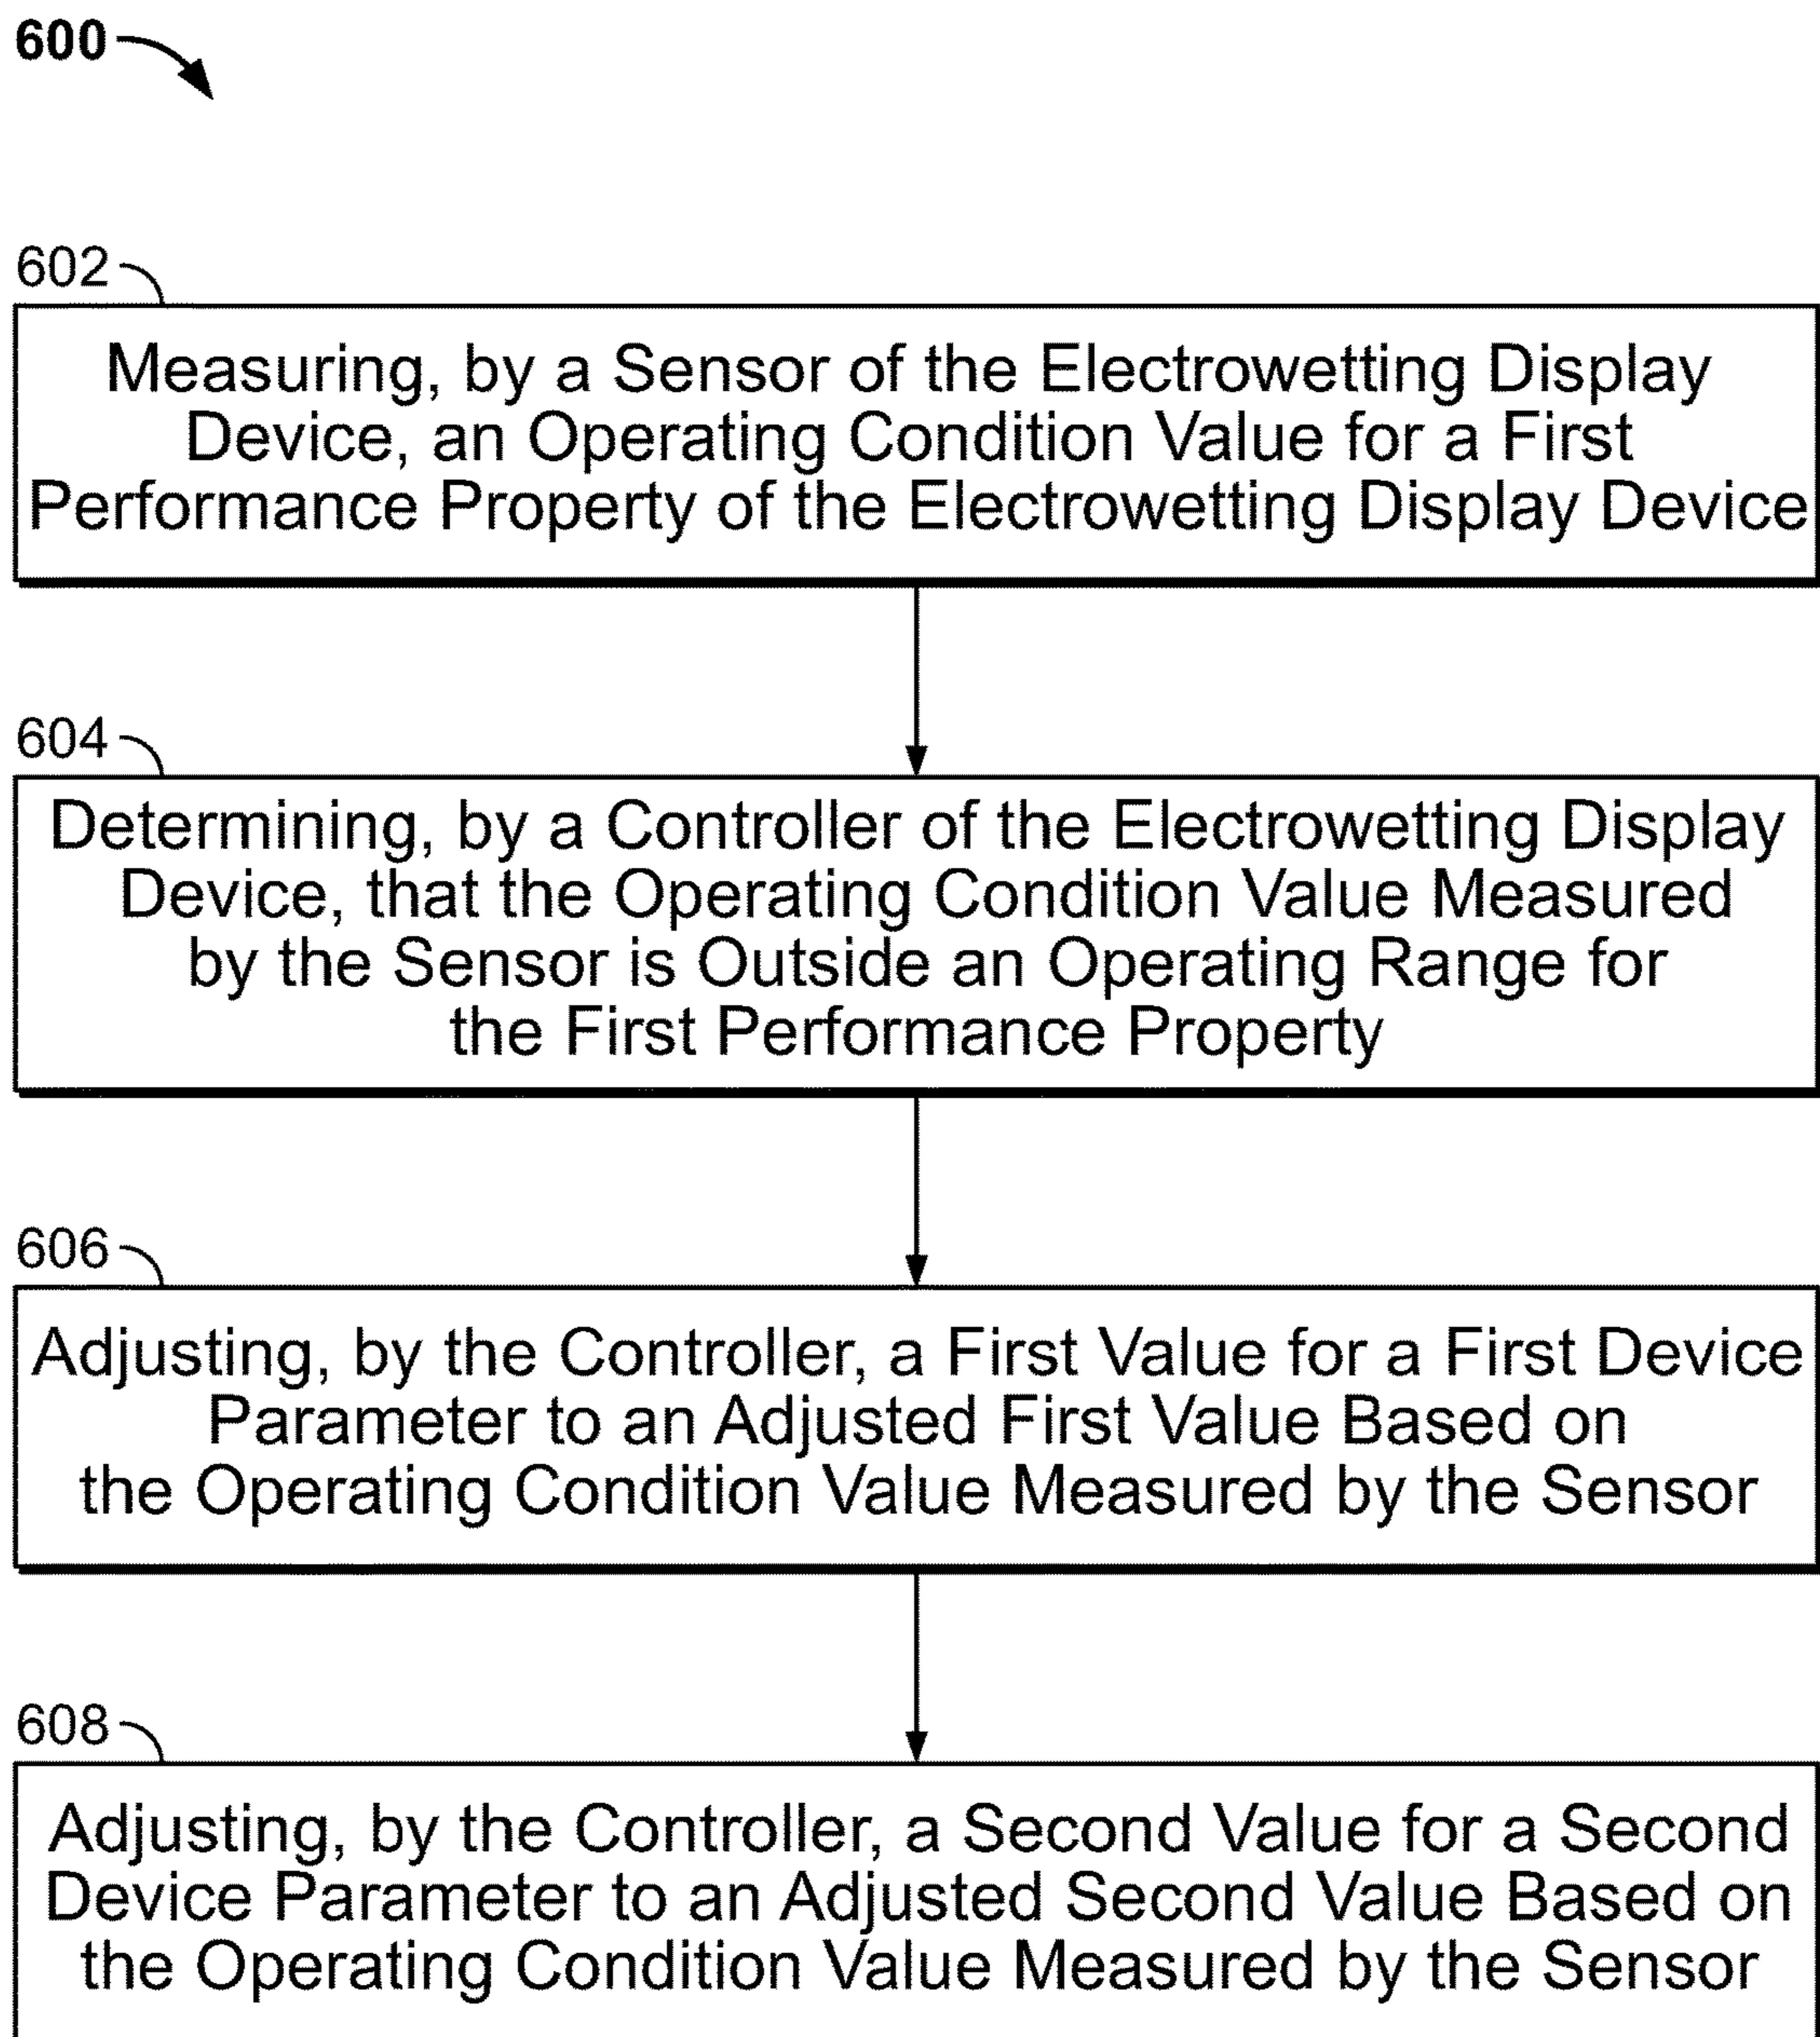 600
602
Measuring, by a Sensor of the Electrowetting Display
Device, an Operating Condition Value for a First
Performance Property of the Electrowetting Display Device
604
Determining, by a Controller of the Electrowetting Display
Device, that the Operating Condition Value Measured
by the Sensor is Outside an Operating Range for
the First Performance Property
606
Adjusting, by the Controller, a First Value for a First Device
Parameter to an Adjusted First Value Based on
the Operating Condition Value Measured by the Sensor
608
Adjusting, by the Controller, a Second Value for a Second
Device Parameter to an Adjusted Second Value Based on
the Operating Condition Value Measured by the Sensor